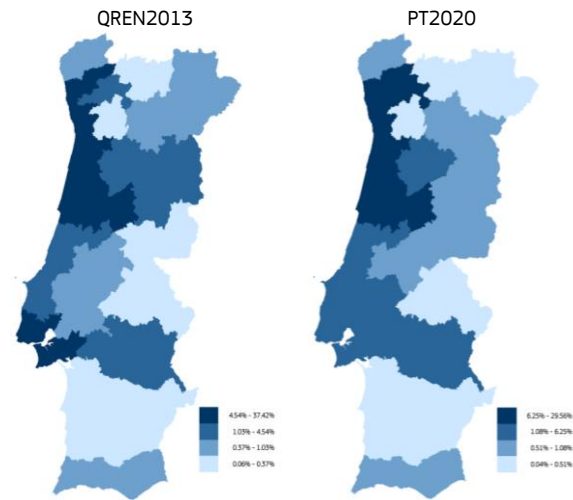 QREN2013
PT2020
4.54% - 37.42%
1.03% - 4.54%
0.37% - 1.03%
0.06% - 0.37%
6.25% - 29.56%
1.08% - 6.25%
0.51% - 1.08%
0.04% - 0.51%